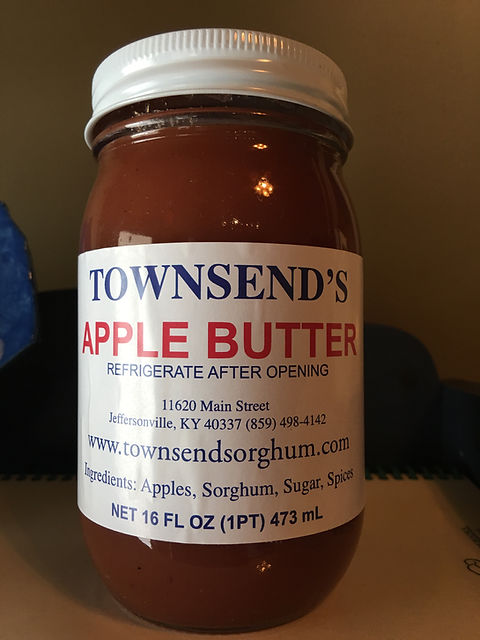 TOWNSEND'S
APPLE BUTTER
REFRIGERATE AFTER OPENING
11620 Main Street
Jeffersonville, KY 40337 (859) 498-4142
www.townsendsorghum.com
Ingredients: Apples, Sorghum, Sugar, Spices
NET 16 FL OZ (1PT) 473 mL